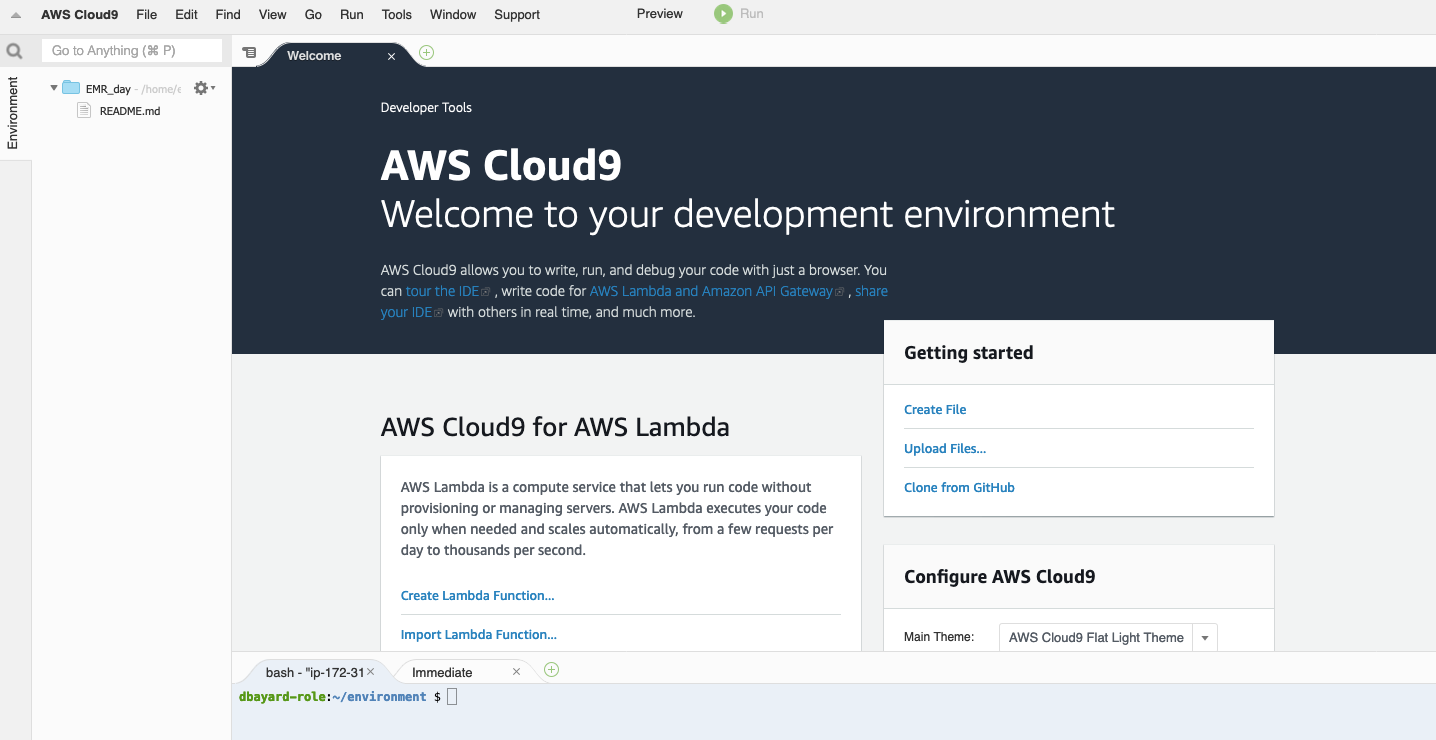 AWS Cloud9 File Edit Find View Go Run Tools Window Support Preview Run
Go to Anything (⌘ P)
Welcome
Environment
EMR_day - /home/e
README.md
Developer Tools
AWS Cloud9
Welcome to your development environment
AWS Cloud9 allows you to write, run, and debug your code with just a browser. You
can tour the IDE , write code for AWS Lambda and Amazon API Gateway , share
your IDE with others in real time, and much more.
Getting started
Create File
Upload Files...
Clone from GitHub
AWS Cloud9 for AWS Lambda
AWS Lambda is a compute service that lets you run code without
provisioning or managing servers. AWS Lambda executes your code
only when needed and scales automatically, from a few requests per
day to thousands per second.
Create Lambda Function...
Import Lambda Function...
Configure AWS Cloud9
Main Theme: AWS Cloud9 Flat Light Theme
bash - "ip-172-31 Immediate
dbayard-role:~/environment $